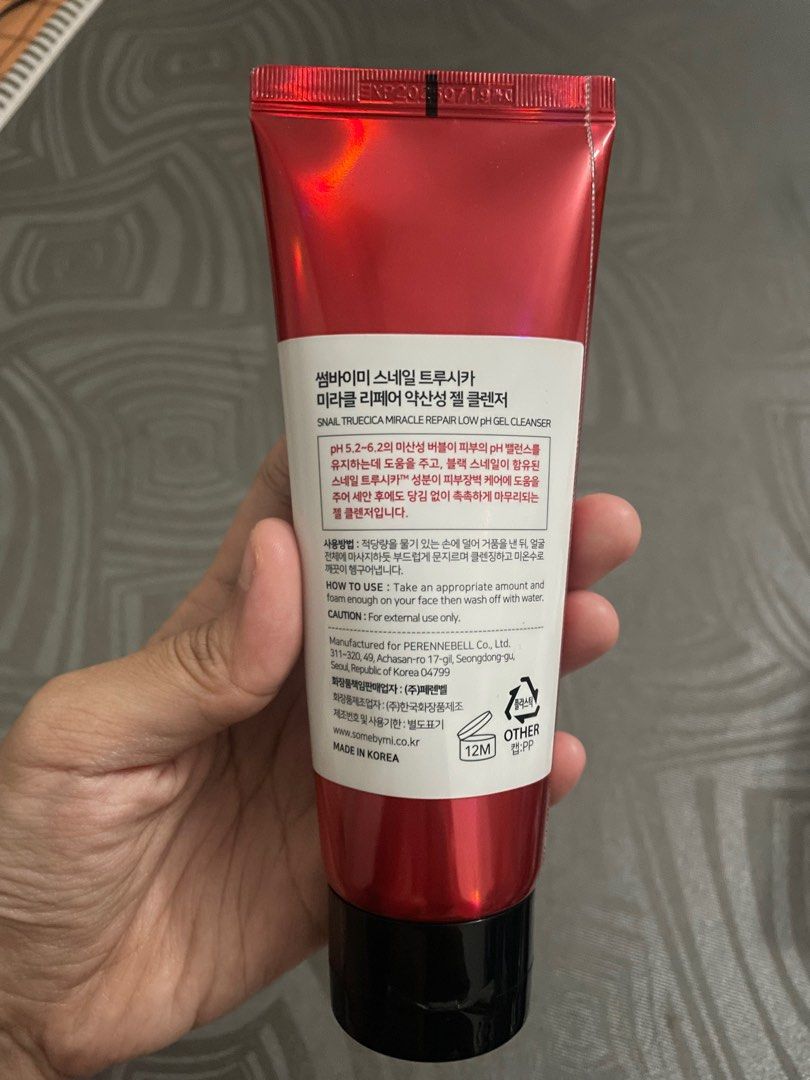 썸바이미 스네일 트루시카
미라클 리페어 약산성 젤 클렌저
SNAIL TRUECICA MIRACLE REPAIR LOW pH GEL CLEANSER
pH 5.2~6.2의 미산성 버블이 피부의 pH 밸런스를
유지하는데 도움을 주고, 블랙 스네일이 함유된
스네일 트루시카™ 성분이 피부장벽 케어에 도움을
주어 세안 후에도 당김 없이 촉촉하게 마무리되는
젤 클렌저입니다.
사용방법 : 적당량을 물기 있는 손에 덜어 거품을 낸 뒤, 얼굴
전체에 마사지하듯 부드럽게 문지르며 클렌징하고 미온수로
깨끗이 헹구어냅니다.
HOW TO USE : Take an appropriate amount and
foam enough on your face then wash off with water.
CAUTION : For external use only.
Manufactured for PERENNEBELL Co., Ltd.
311~320, 49, Achasan-ro 17-gil, Seongdong-gu,
Seoul, Republic of Korea 04799
화장품책임판매업자 : (주)페렌벨
화장품제조업자 : (주)한국화장품제조
제조번호 및 사용기한 : 별도표기
www.somebymi.co.kr
MADE IN KOREA
12M
플라스틱
OTHER
캡:PP